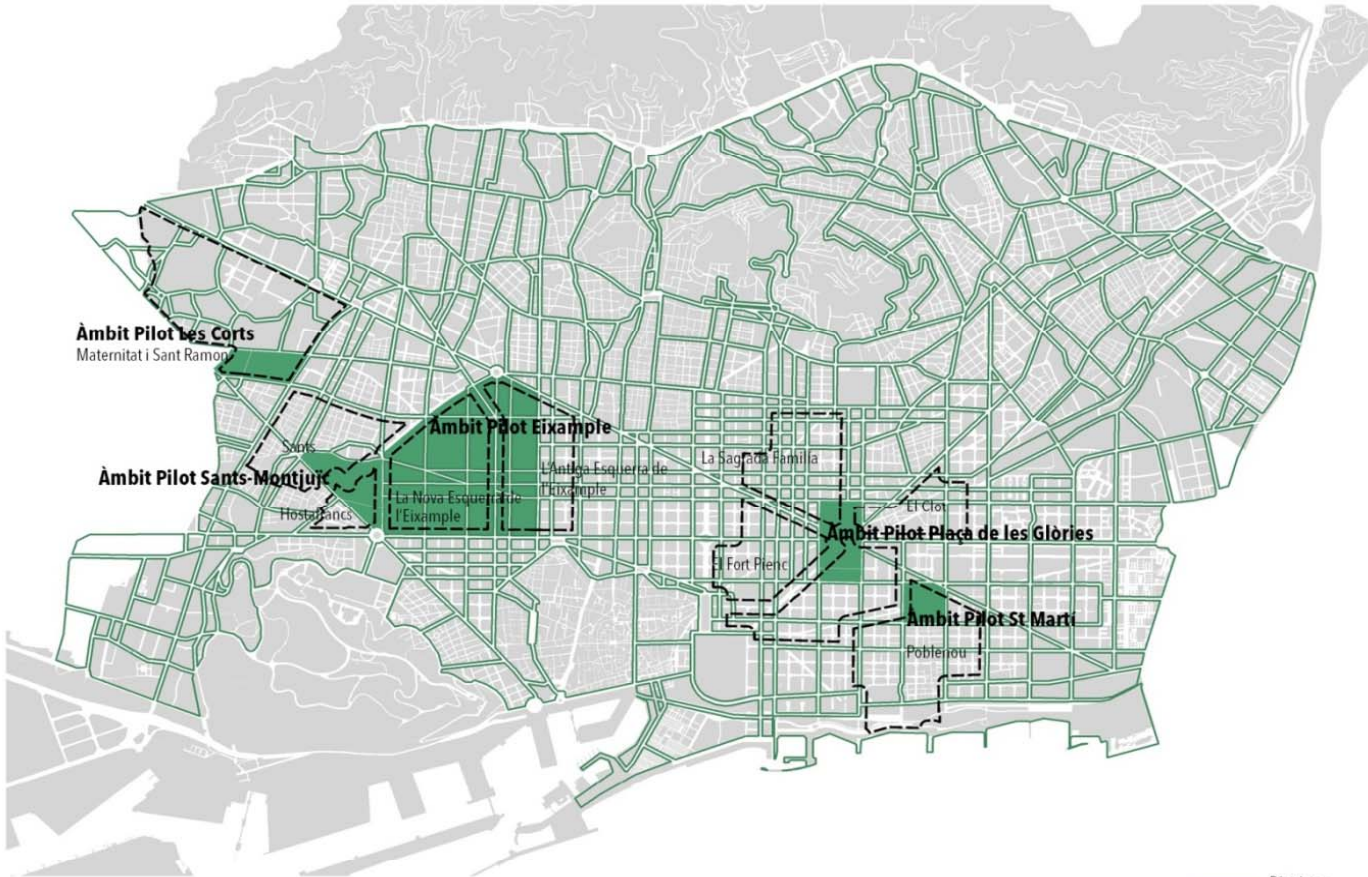 Àmbit Pilot Les Corts
Maternitat i Sant Ramon
Àmbit Pilot Eixample
Sants
La Sagrada Família
L'Antiga Esquerra de
l'Eixample
Àmbit Pilot Sants-Montjuïc
La Nova Esquerra de
l'Eixample
Hostafrancs
El Clot
Àmbit Pilot Plaça de les Glòries
El Fort Pienc
Àmbit Pilot St Martí
Poblenou